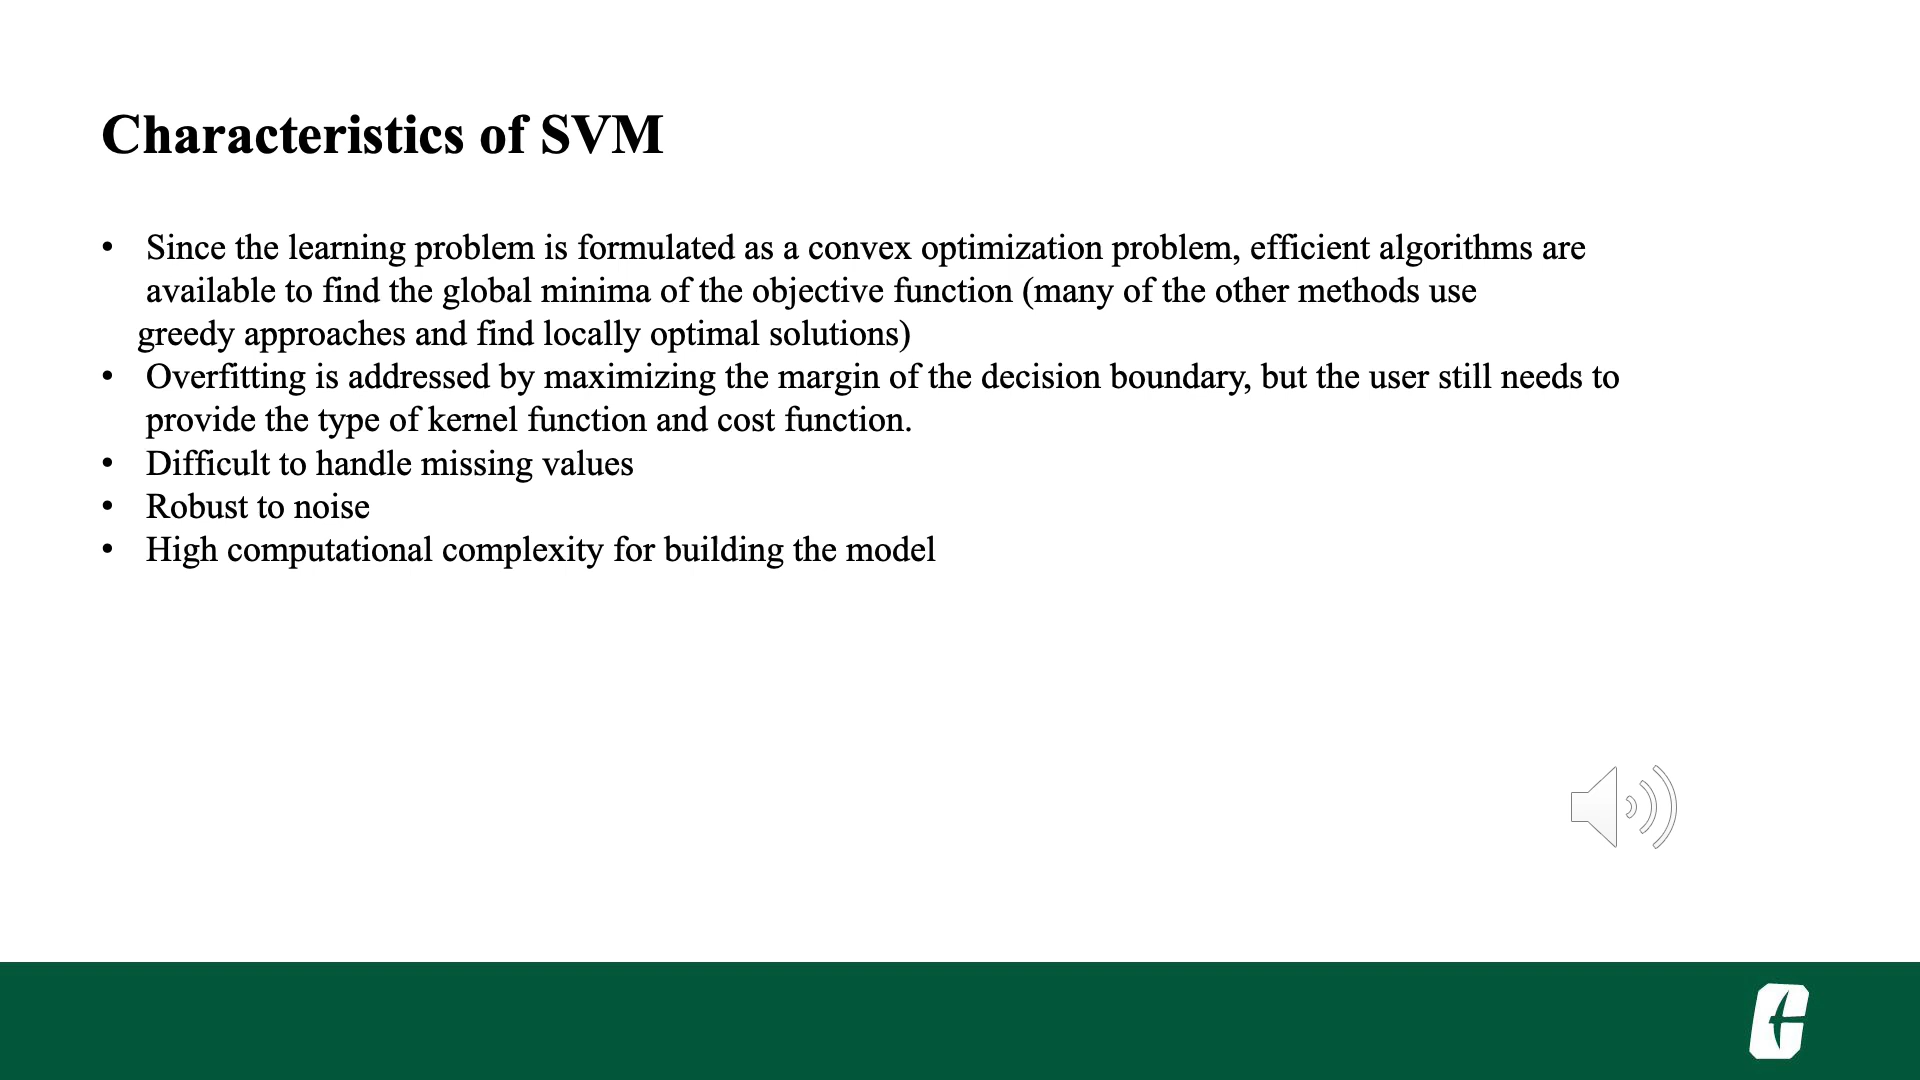 Characteristics of SVM
• Since the learning problem is formulated as a convex optimization problem, efficient algorithms are
available to find the global minima of the objective function (many of the other methods use
greedy approaches and find locally optimal solutions)
• Overfitting is addressed by maximizing the margin of the decision boundary, but the user still needs to
provide the type of kernel function and cost function.
• Difficult to handle missing values
• Robust to noise
• High computational complexity for building the model